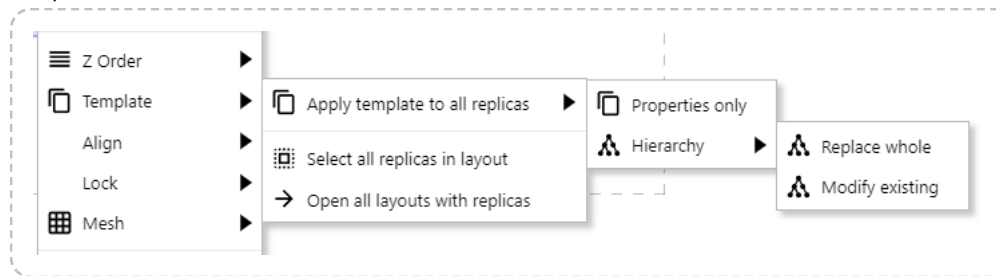 Z Order
Template
Align
Lock
Mesh
Apply template to all replicas
Select all replicas in layout
Open all layouts with replicas
Properties only
Hierarchy
Replace whole
Modify existing